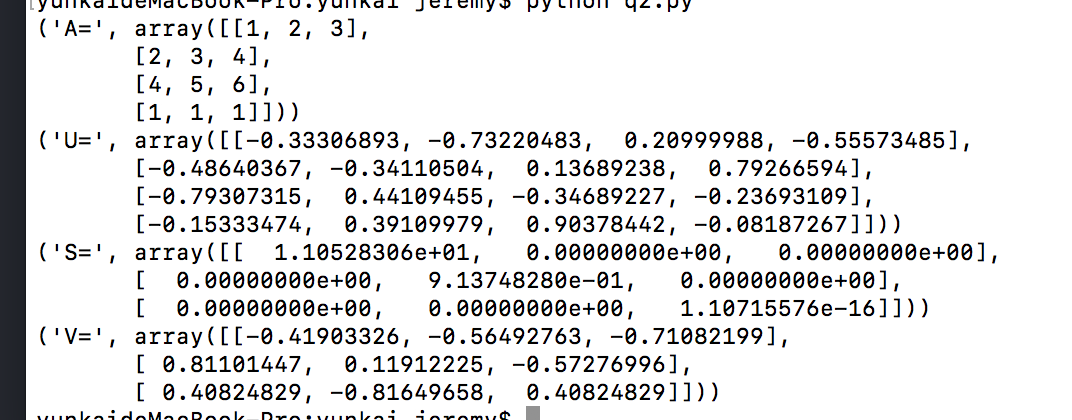 [yunkaideMacBook-Pro:yunkai jeremy$ python q2.py
('A=', array([[1, 2, 3],
       [2, 3, 4],
       [4, 5, 6],
       [1, 1, 1]]))
('U=', array([[-0.33306893, -0.73220483,  0.20999988, -0.55573485],
       [-0.48640367, -0.34110504,  0.13689238,  0.79266594],
       [-0.79307315,  0.44109455, -0.34689227, -0.23693109],
       [-0.15333474,  0.39109979,  0.90378442, -0.08187267]]))
('S=', array([[  1.10528306e+01,   0.00000000e+00,   0.00000000e+00],
       [  0.00000000e+00,   9.13748280e-01,   0.00000000e+00],
       [  0.00000000e+00,   0.00000000e+00,   1.10715576e-16]]))
('V=', array([[-0.41903326, -0.56492763, -0.71082199],
       [ 0.81101447,  0.11912225, -0.57276996],
       [ 0.40824829, -0.81649658,  0.40824829]]))
yunkaideMacBook-Pro:yunkai jeremy$